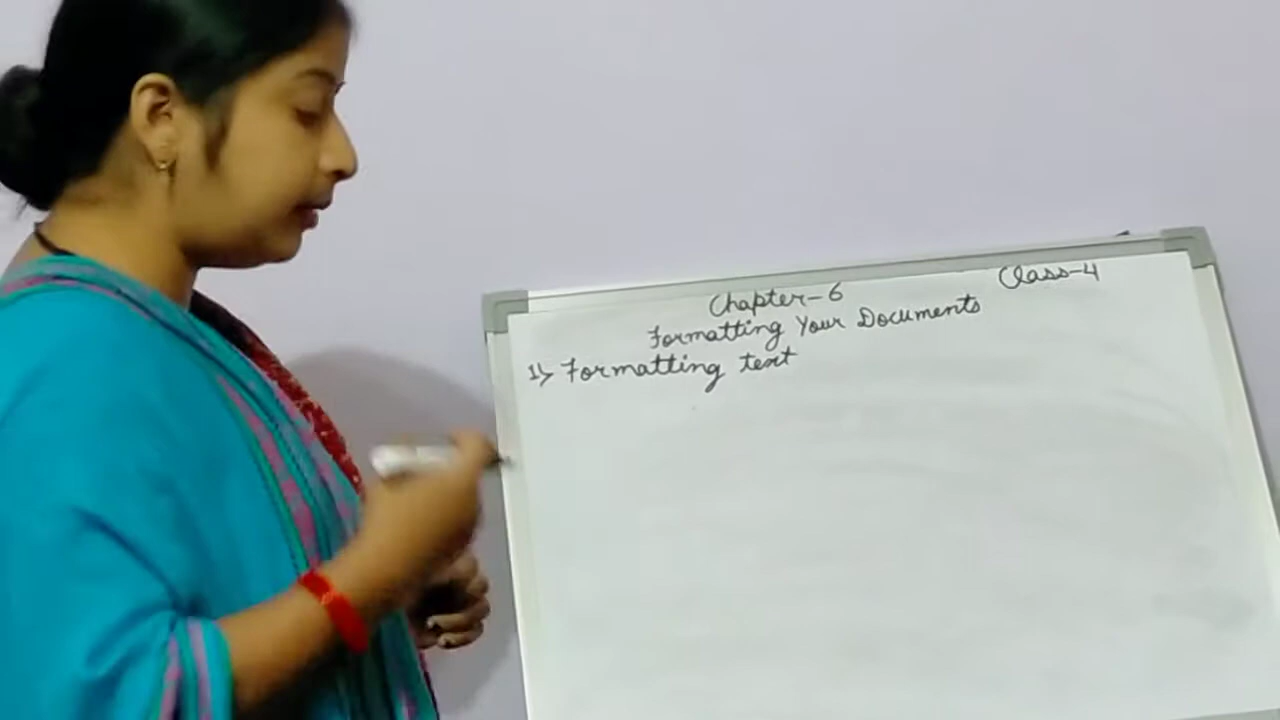 Class-4
Chapter-6
Formatting Your Documents
1> Formatting text